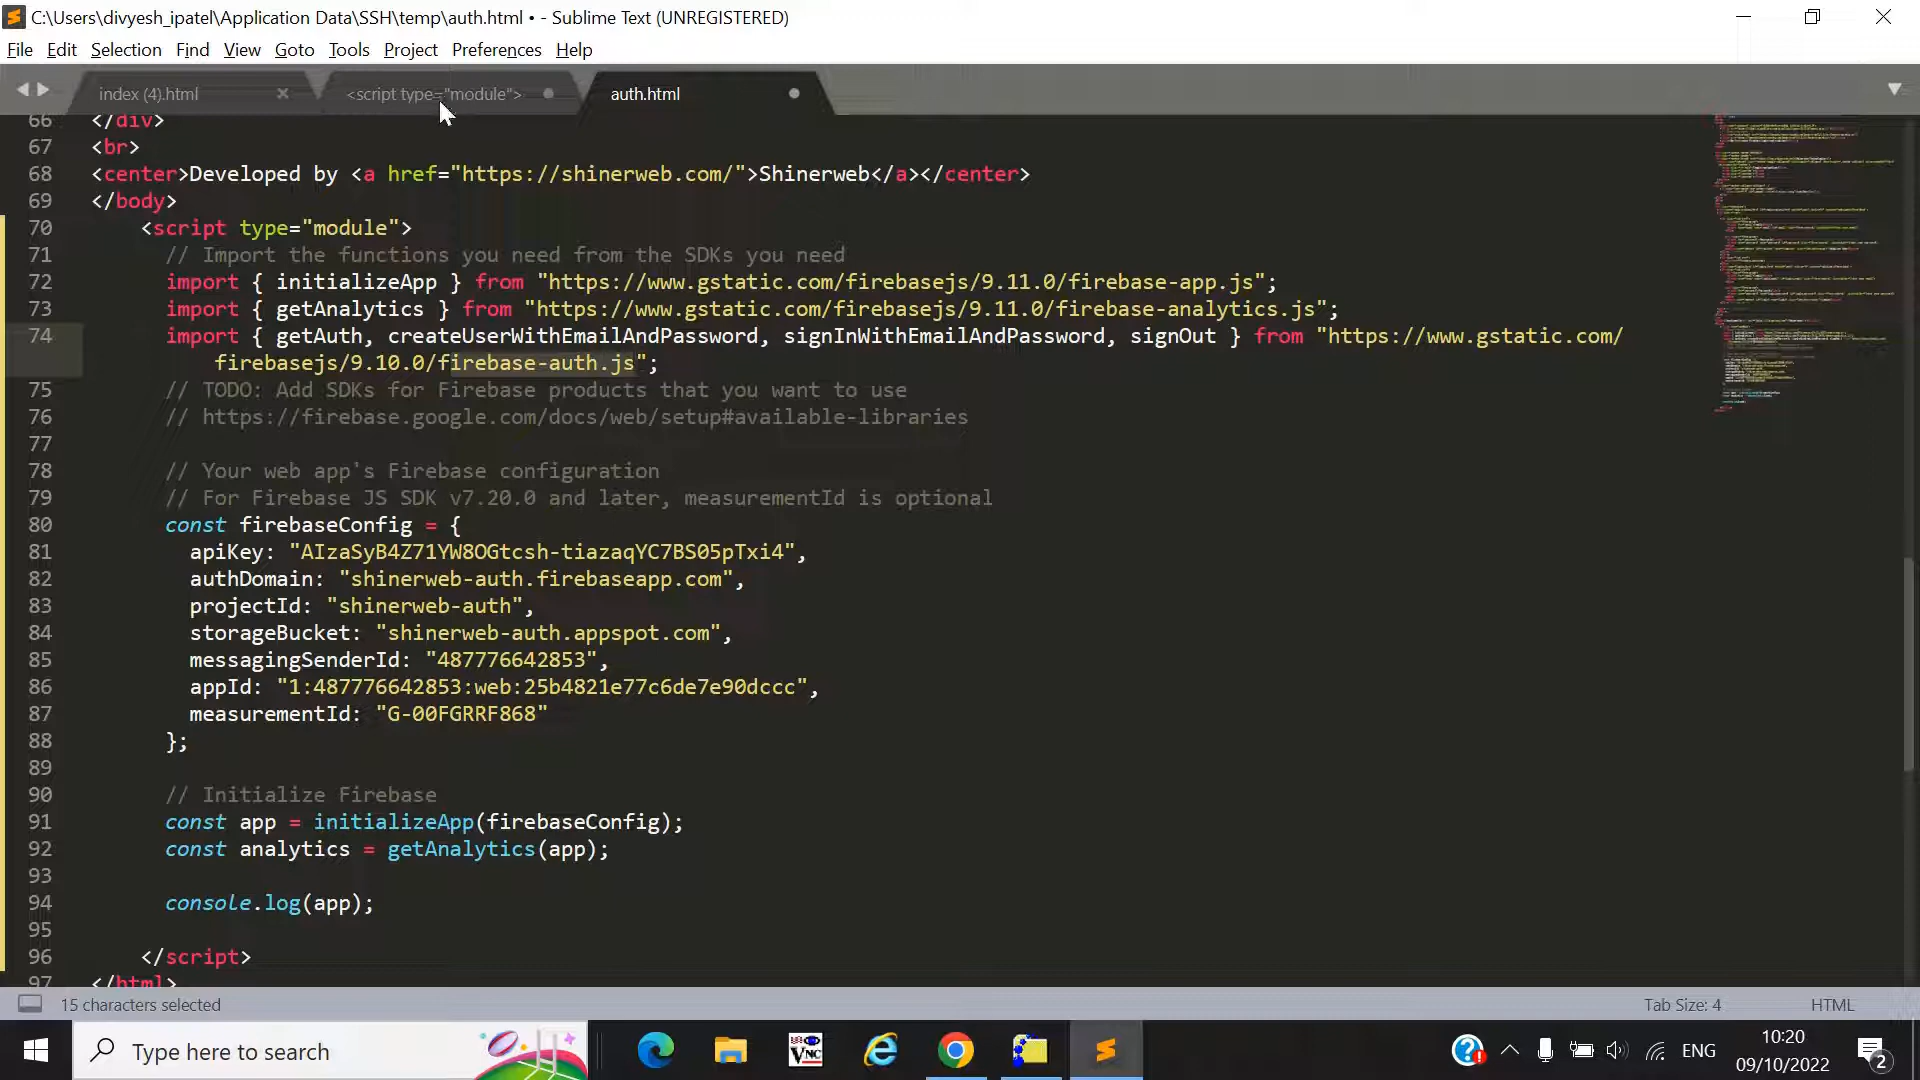 C:\Users\divyesh_ipatel\Application Data\SSH\temp\auth.html • - Sublime Text (UNREGISTERED)
File Edit Selection Find View Goto Tools Project Preferences Help
index (4).html <script type="module"> auth.html
66 </div>
67 <br>
68 <center>Developed by <a href="https://shinerweb.com/">Shinerweb</a></center>
69 </body>
70 <script type="module">
71 // Import the functions you need from the SDKs you need
72 import { initializeApp } from "https://www.gstatic.com/firebasejs/9.11.0/firebase-app.js";
73 import { getAnalytics } from "https://www.gstatic.com/firebasejs/9.11.0/firebase-analytics.js";
74 import { getAuth, createUserWithEmailAndPassword, signInWithEmailAndPassword, signOut } from "https://www.gstatic.com/
firebasejs/9.10.0/firebase-auth.js";
75 // TODO: Add SDKs for Firebase products that you want to use
76 // https://firebase.google.com/docs/web/setup#available-libraries
77
78 // Your web app's Firebase configuration
79 // For Firebase JS SDK v7.20.0 and later, measurementId is optional
80 const firebaseConfig = {
81 apiKey: "AIzaSyB4Z71YW8OGtcsh-tiazaqYC7BS05pTxi4",
82 authDomain: "shinerweb-auth.firebaseapp.com",
83 projectId: "shinerweb-auth",
84 storageBucket: "shinerweb-auth.appspot.com",
85 messagingSenderId: "487776642853",
86 appId: "1:487776642853:web:25b4821e77c6de7e90dccc",
87 measurementId: "G-00FGRRF868"
88 };
89
90 // Initialize Firebase
91 const app = initializeApp(firebaseConfig);
92 const analytics = getAnalytics(app);
93
94 console.log(app);
95
96 </script>
97 </html>
15 characters selected Tab Size: 4 HTML
Type here to search ENG 10:20
09/10/2022 2